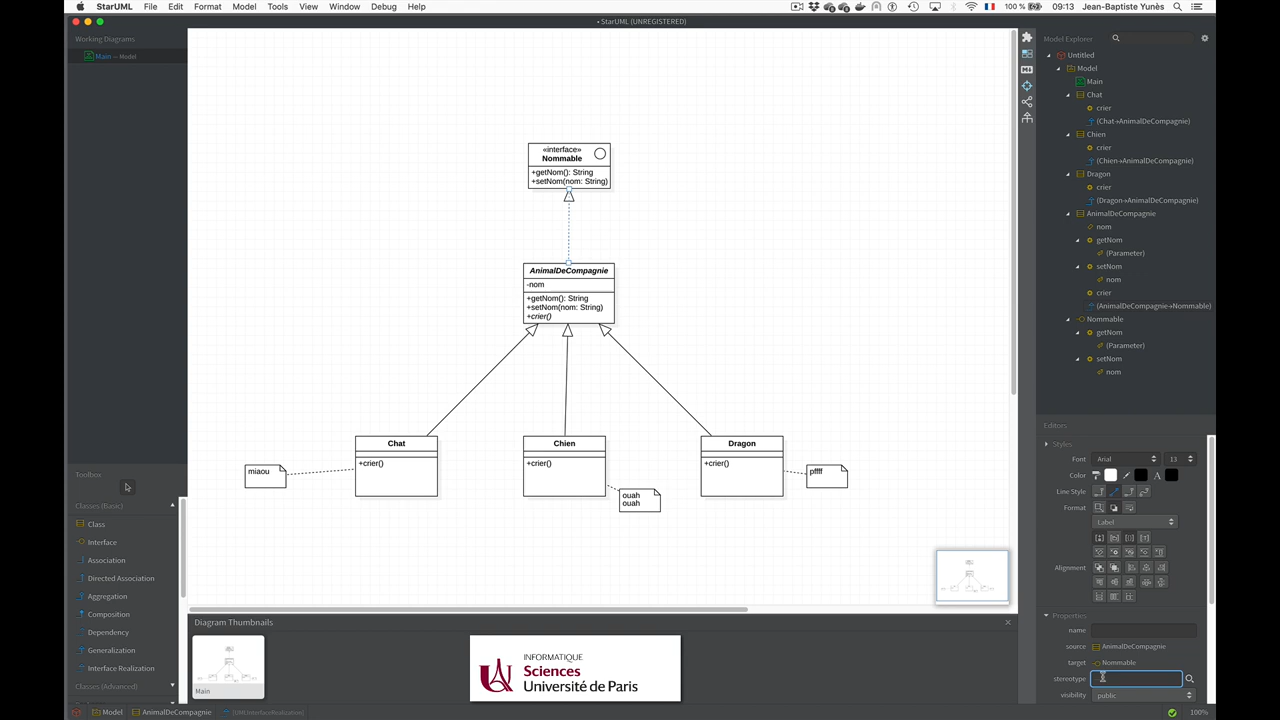 StarUML File Edit Format Model Tools View Window Debug Help
100 % 09:13 Jean-Baptiste Yunès
• StarUML (UNREGISTERED)
Working Diagrams
Main — Model
Toolbox
Classes (Basic)
Class
Interface
Association
Directed Association
Aggregation
Composition
Dependency
Generalization
Interface Realization
Classes (Advanced)
«interface»
Nommable
+getNom(): String
+setNom(nom: String)
AnimalDeCompagnie
-nom
+getNom(): String
+setNom(nom: String)
+crier()
Chat
+crier()
miaou
Chien
+crier()
ouah
ouah
Dragon
+crier()
pffff
Diagram Thumbnails
Main
INFORMATIQUE
Sciences
Université de Paris
Model Explorer
Untitled
Model
Main
Chat
crier
(Chat→AnimalDeCompagnie)
Chien
crier
(Chien→AnimalDeCompagnie)
Dragon
crier
(Dragon→AnimalDeCompagnie)
AnimalDeCompagnie
nom
getNom
(Parameter)
setNom
nom
crier
(AnimalDeCompagnie→Nommable)
Nommable
getNom
(Parameter)
setNom
nom
Editors
Styles
Font Arial 13
Color
Line Style
Format
Label
Alignment
Properties
name
source AnimalDeCompagnie
target Nommable
stereotype
visibility public
Model AnimalDeCompagnie (UMLInterfaceRealization) 100%